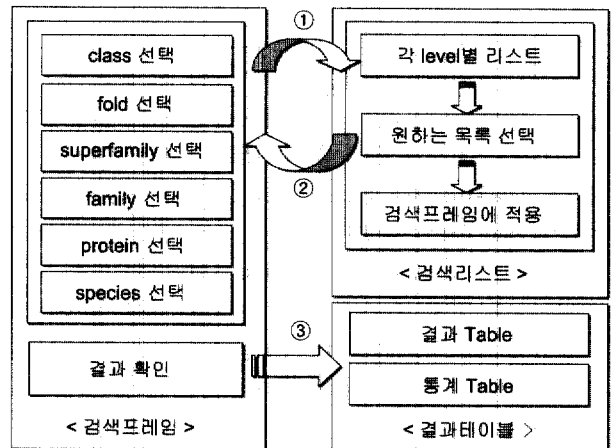 class 선택
fold 선택
superfamily 선택
family 선택
protein 선택
species 선택
결과 확인
< 검색프레임 >
①
②
③
각 level별 리스트
원하는 목록 선택
검색프레임에 적용
< 검색리스트 >
결과 Table
통계 Table
< 결과테이블 >